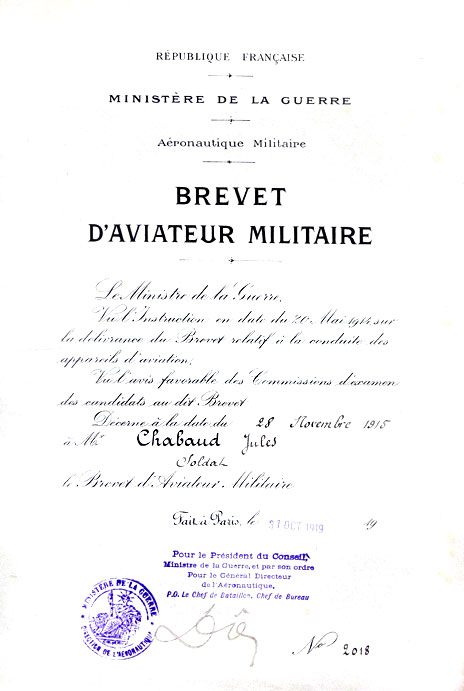 RÉPUBLIQUE FRANÇAISE
MINISTÈRE DE LA GUERRE
Aéronautique Militaire
BREVET
D'AVIATEUR MILITAIRE
Le Ministre de la Guerre,
Vu l'Instruction en date du 20 Mai 1914 sur
la délivrance du Brevet relatif à la conduite des
appareils d'aviation;
Vu l'avis favorable des Commissions d'examen
des candidats au dit Brevet
Décerne à la date du 28 Novembre 1915
à Mr Chabaud Jules
Soldat
le Brevet d'Aviateur Militaire
Fait à Paris, le 31 OCT 1919 19
Pour le Président du Conseil,
Ministre de la Guerre, et par son ordre
Pour le Général Directeur
de l'Aéronautique,
P.O. Le Chef de Bataillon, Chef de Bureau
MINISTÈRE DE LA GUERRE
DIRECTION DE L'AÉRONAUTIQUE
No 2018